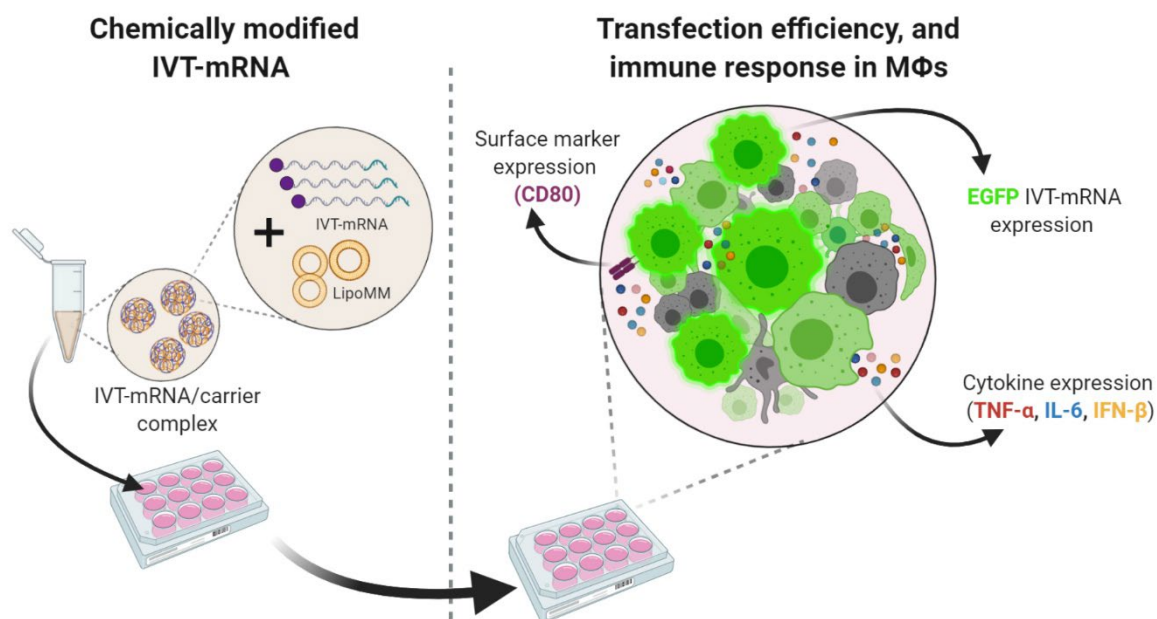 Chemically modified
IVT-mRNA
IVT-mRNA
+
LipoMM
IVT-mRNA/carrier
complex
Transfection efficiency, and
immune response in MΦs
Surface marker
expression
(CD80)
EGFP IVT-mRNA
expression
Cytokine expression
(TNF-α, IL-6, IFN-β)